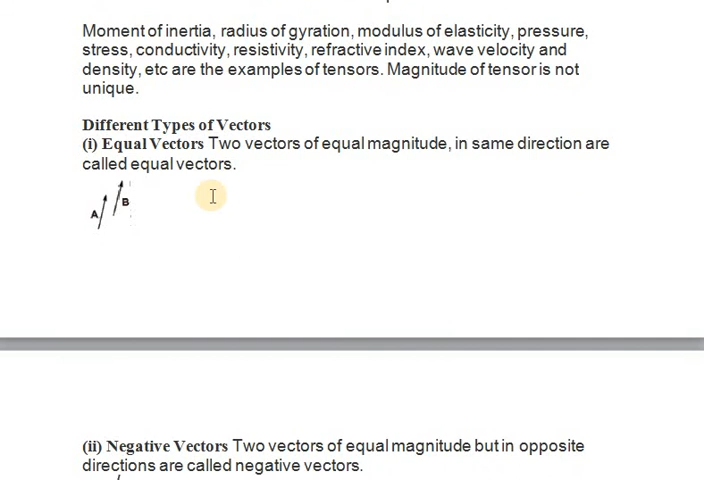 Moment of inertia, radius of gyration, modulus of elasticity, pressure,
stress, conductivity, resistivity, refractive index, wave velocity and
density, etc are the examples of tensors. Magnitude of tensor is not
unique.
Different Types of Vectors
(i) Equal Vectors Two vectors of equal magnitude, in same direction are
called equal vectors.
A B
(ii) Negative Vectors Two vectors of equal magnitude but in opposite
directions are called negative vectors.